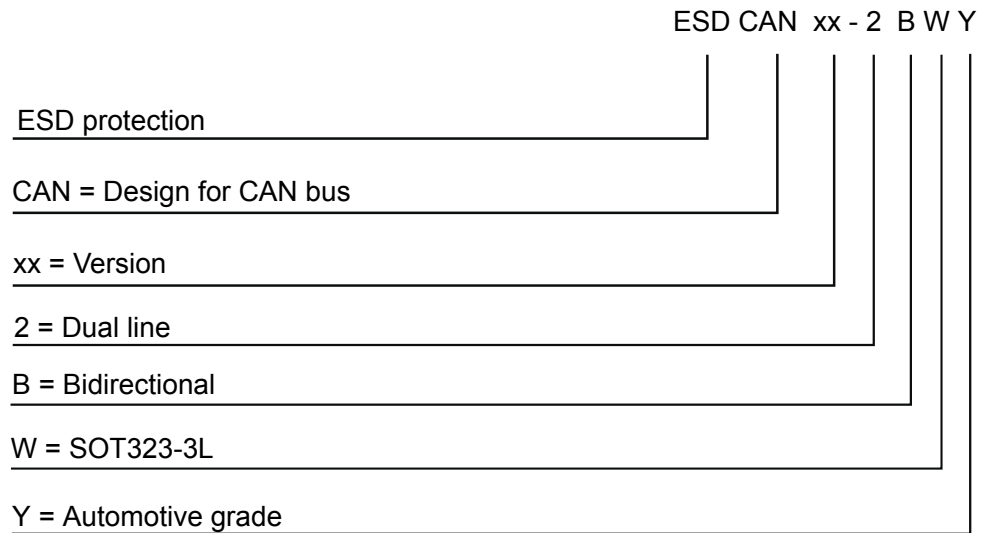 ESD CAN xx - 2 B W Y
ESD protection
CAN = Design for CAN bus
xx = Version
2 = Dual line
B = Bidirectional
W = SOT323-3L
Y = Automotive grade